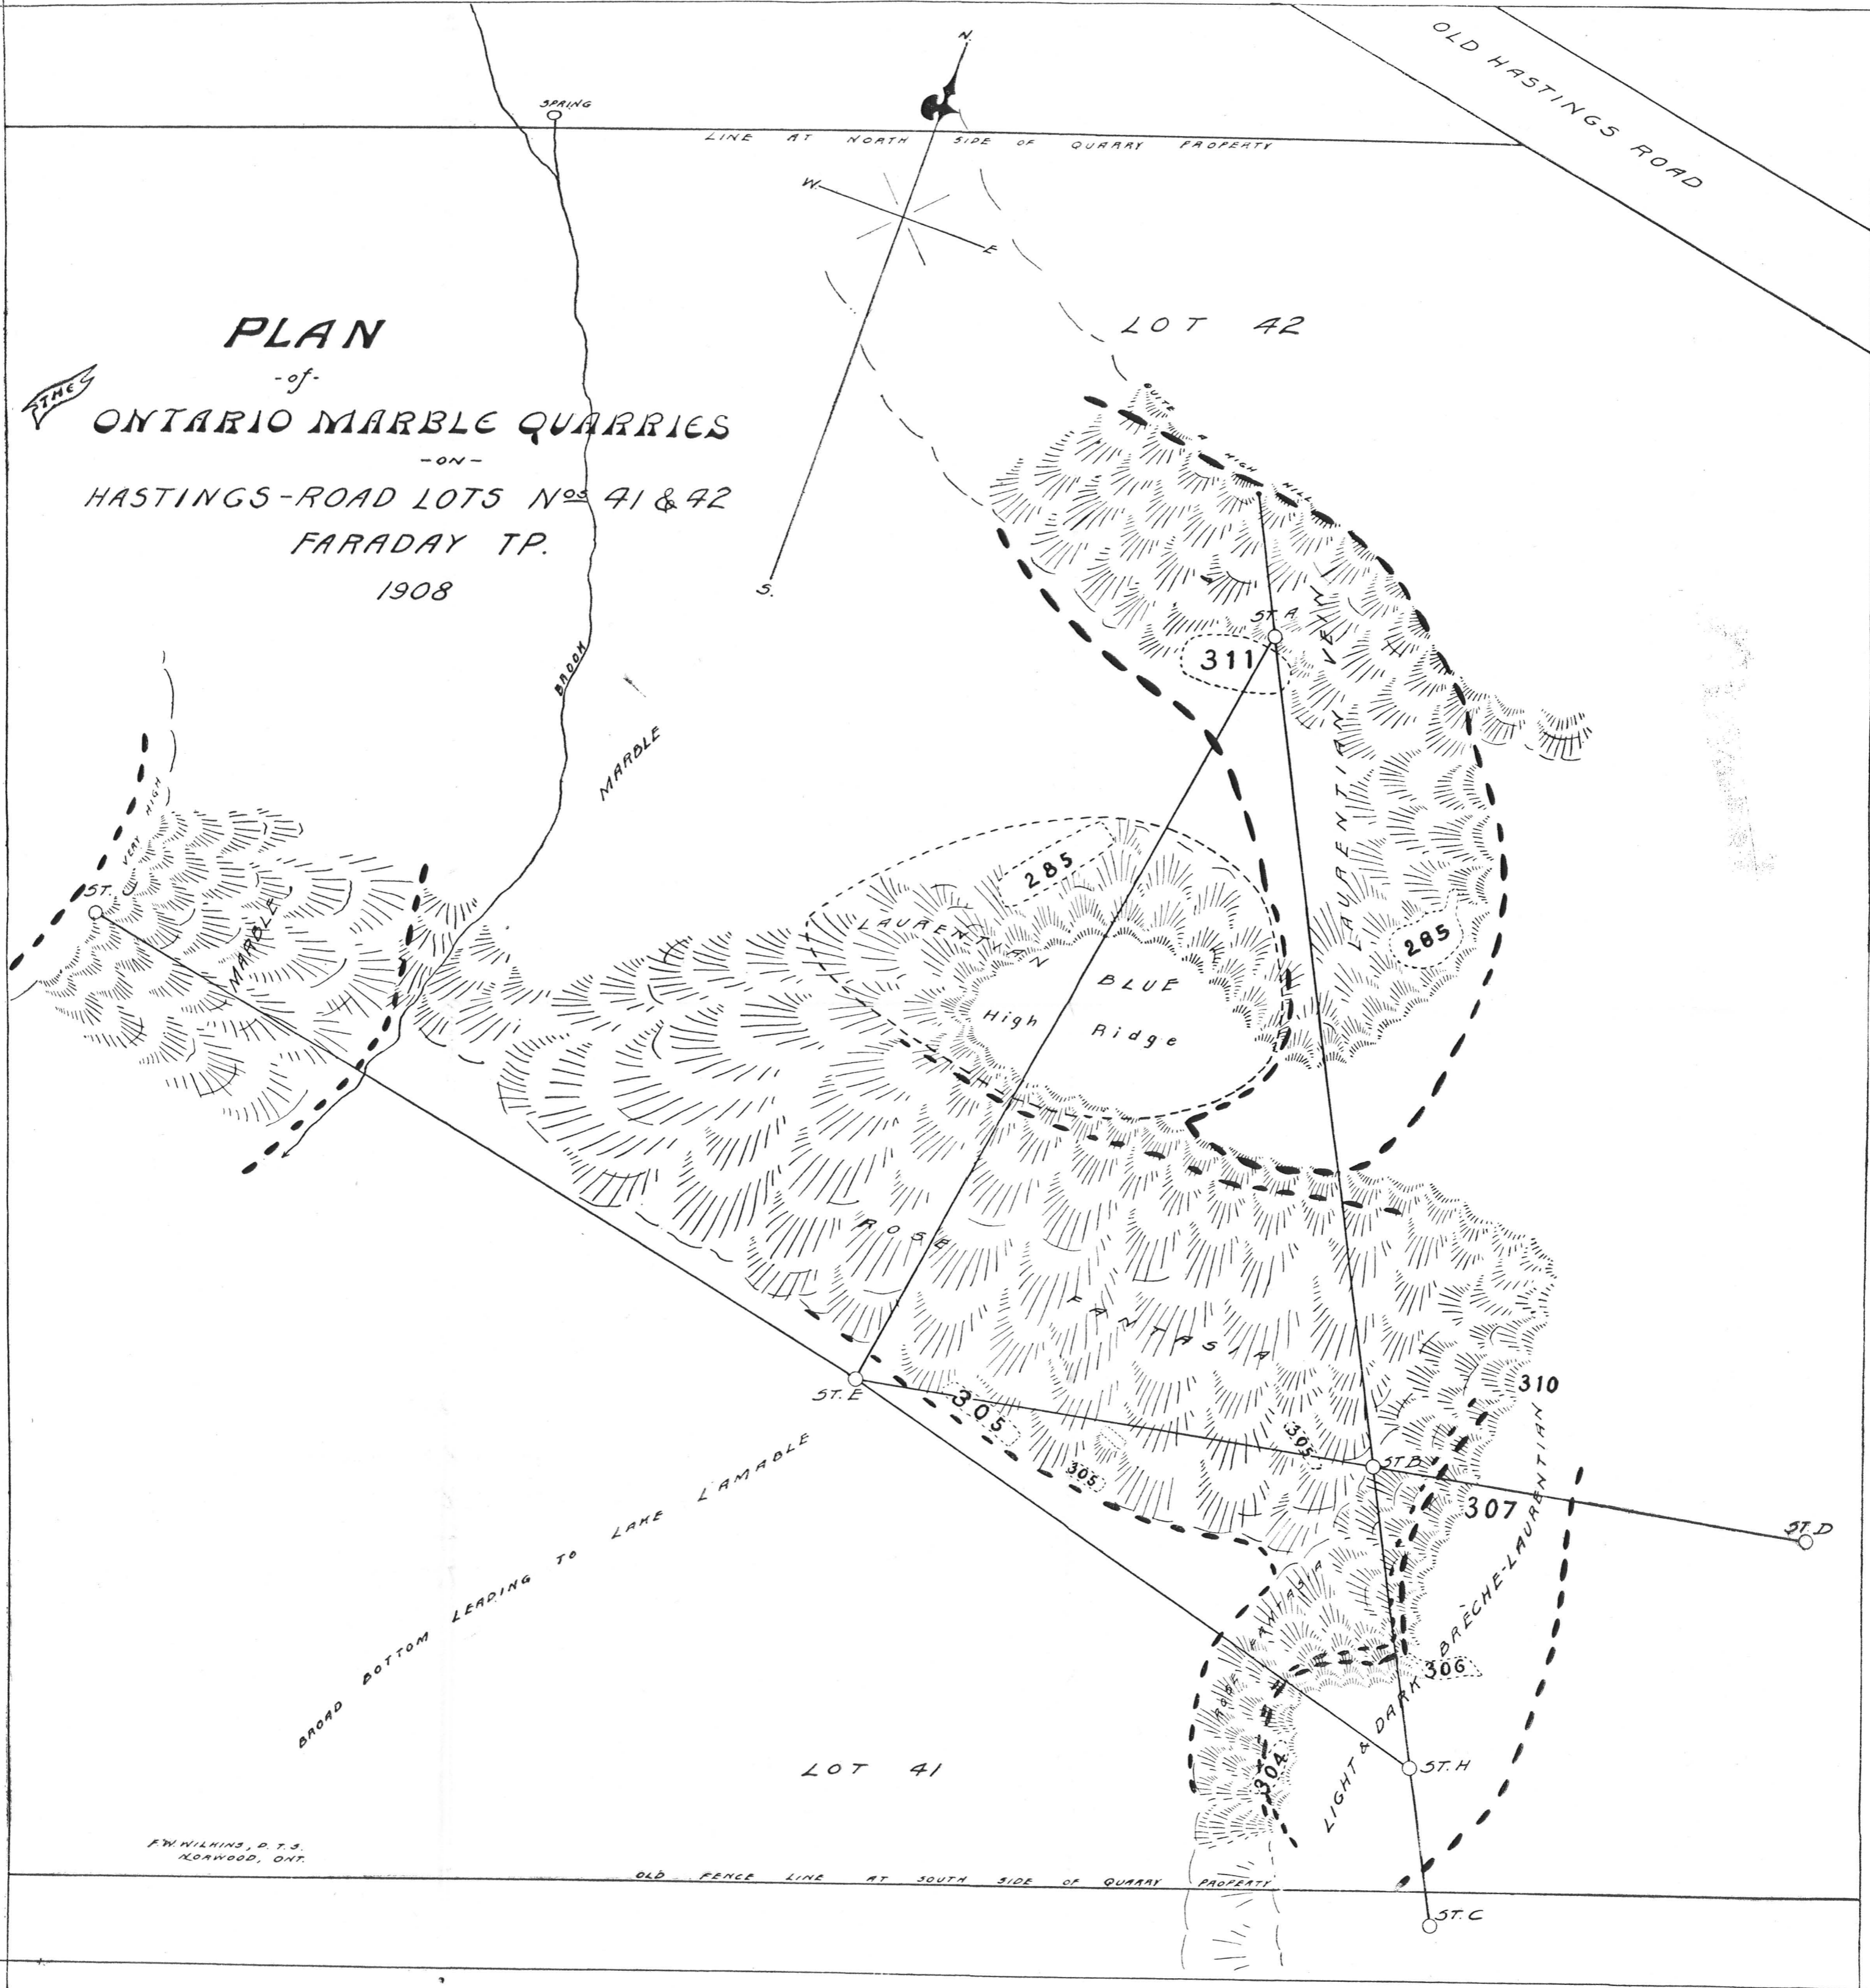 OLD HASTINGS ROAD
N.
SPRING
LINE AT NORTH SIDE OF QUARRY PROPERTY
W.
E
S.
LOT 42
PLAN
-of-
THE
ONTARIO MARBLE QUARRIES
-ON-
HASTINGS-ROAD LOTS Nos 41 & 42
FARADAY TP.
1908
QUITE A HIGH HILL
ST. A
311
LAURENTIAN VEIN
BROOK
MARBLE
VERY HIGH
ST. J
MARBLE
285
LAURENTIAN
BLUE
High Ridge
285
ROSE
FANTASIA
310
ST. E
305
305
305
ST. B
307
ST. D
BROAD BOTTOM LEADING TO LAKE L'AMABLE
ROSE FANTASIA
LIGHT & DARK BRÈCHE-LAURENTIAN
306
304
ST. H
LOT 41
F.W. WILKINS, D.T.S.
NORWOOD, ONT.
OLD FENCE LINE AT SOUTH SIDE OF QUARRY PROPERTY
ST. C